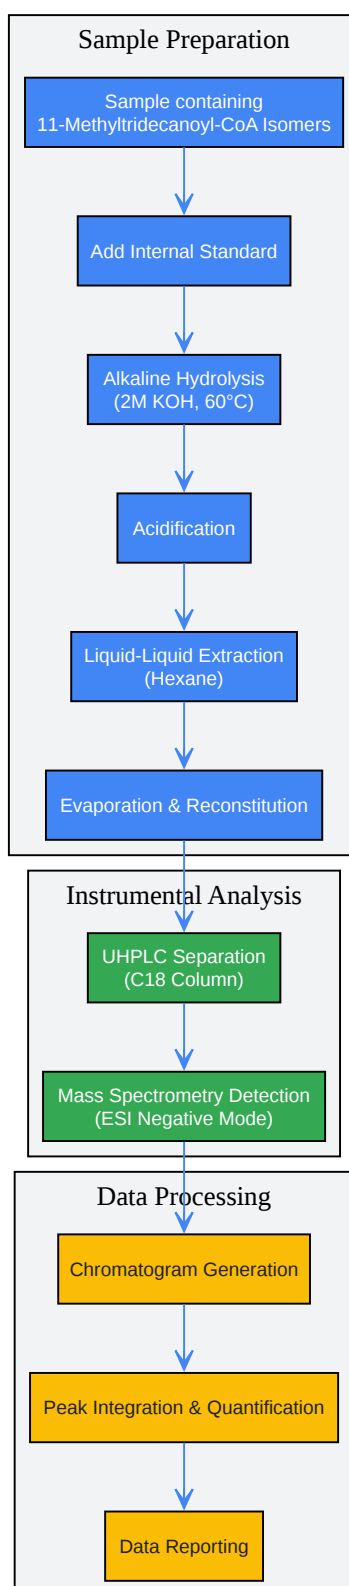 Sample Preparation
Sample containing
11-Methyltridecanoyl-CoA Isomers
Add Internal Standard
Alkaline Hydrolysis
(2M KOH, 60°C)
Acidification
Liquid-Liquid Extraction
(Hexane)
Evaporation & Reconstitution
Instrumental Analysis
UHPLC Separation
(C18 Column)
Mass Spectrometry Detection
(ESI Negative Mode)
Data Processing
Chromatogram Generation
Peak Integration & Quantification
Data Reporting